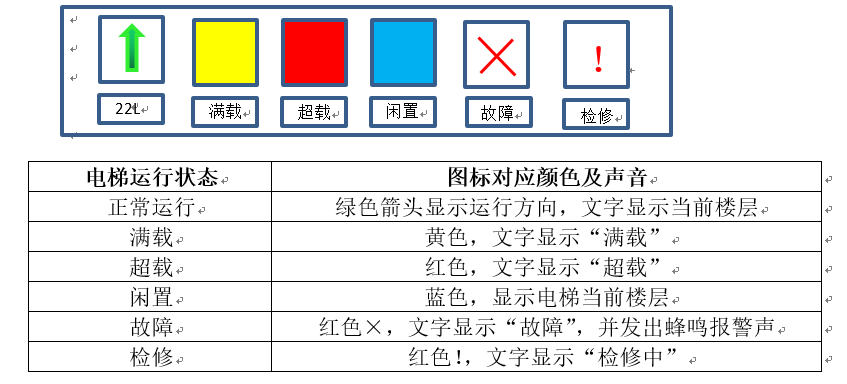 22L 满载 超载 闲置 故障 检修
电梯运行状态 图标对应颜色及声音
正常运行 绿色箭头显示运行方向，文字显示当前楼层
满载 黄色，文字显示“满载”
超载 红色，文字显示“超载”
闲置 蓝色，显示电梯当前楼层
故障 红色×，文字显示“故障”，并发出蜂鸣报警声
检修 红色!，文字显示“检修中”